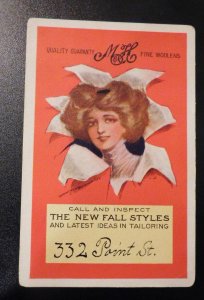 QUALITY GUARANTY M&K FINE WOOLENS
CALL AND INSPECT
THE NEW FALL STYLES
AND LATEST IDEAS IN TAILORING
332 Point St.